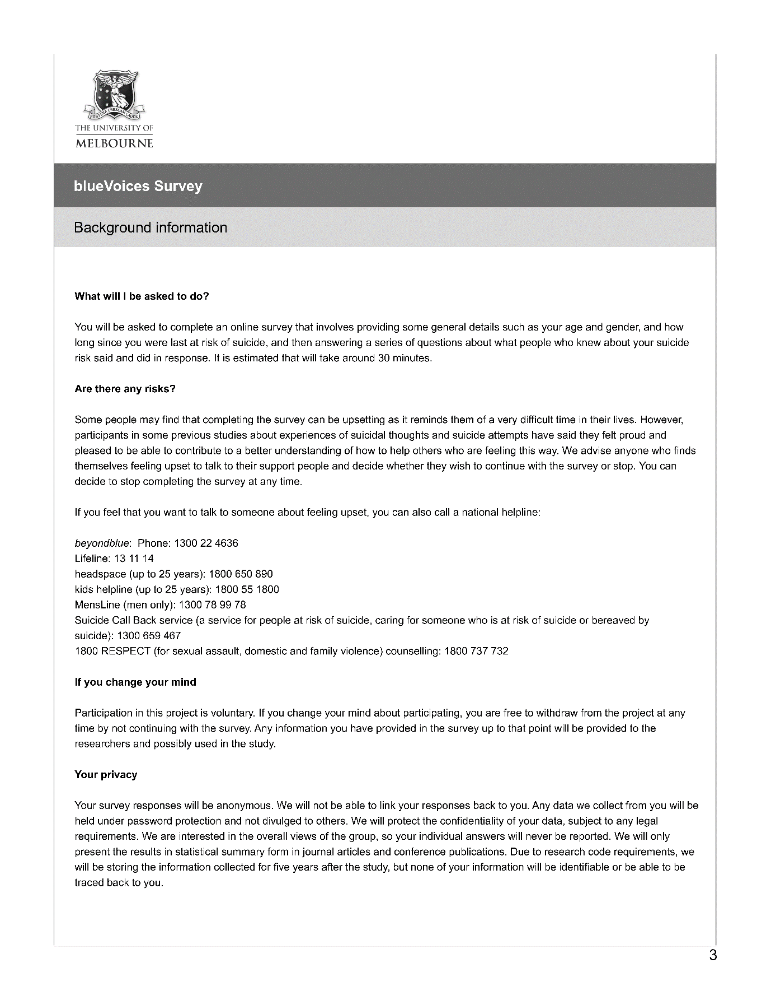 POSTERA CRESCAM LAUDE
THE UNIVERSITY OF
MELBOURNE
blueVoices Survey
Background information
What will I be asked to do?
You will be asked to complete an online survey that involves providing some general details such as your age and gender, and how
long since you were last at risk of suicide, and then answering a series of questions about what people who knew about your suicide
risk said and did in response. It is estimated that will take around 30 minutes.
Are there any risks?
Some people may find that completing the survey can be upsetting as it reminds them of a very difficult time in their lives. However,
participants in some previous studies about experiences of suicidal thoughts and suicide attempts have said they felt proud and
pleased to be able to contribute to a better understanding of how to help others who are feeling this way. We advise anyone who finds
themselves feeling upset to talk to their support people and decide whether they wish to continue with the survey or stop. You can
decide to stop completing the survey at any time.
If you feel that you want to talk to someone about feeling upset, you can also call a national helpline:
beyondblue:  Phone: 1300 22 4636
Lifeline: 13 11 14
headspace (up to 25 years): 1800 650 890
kids helpline (up to 25 years): 1800 55 1800
MensLine (men only): 1300 78 99 78
Suicide Call Back service (a service for people at risk of suicide, caring for someone who is at risk of suicide or bereaved by
suicide): 1300 659 467
1800 RESPECT (for sexual assault, domestic and family violence) counselling: 1800 737 732
If you change your mind
Participation in this project is voluntary. If you change your mind about participating, you are free to withdraw from the project at any
time by not continuing with the survey. Any information you have provided in the survey up to that point will be provided to the
researchers and possibly used in the study.
Your privacy
Your survey responses will be anonymous. We will not be able to link your responses back to you. Any data we collect from you will be
held under password protection and not divulged to others. We will protect the confidentiality of your data, subject to any legal
requirements. We are interested in the overall views of the group, so your individual answers will never be reported. We will only
present the results in statistical summary form in journal articles and conference publications. Due to research code requirements, we
will be storing the information collected for five years after the study, but none of your information will be identifiable or be able to be
traced back to you.
3